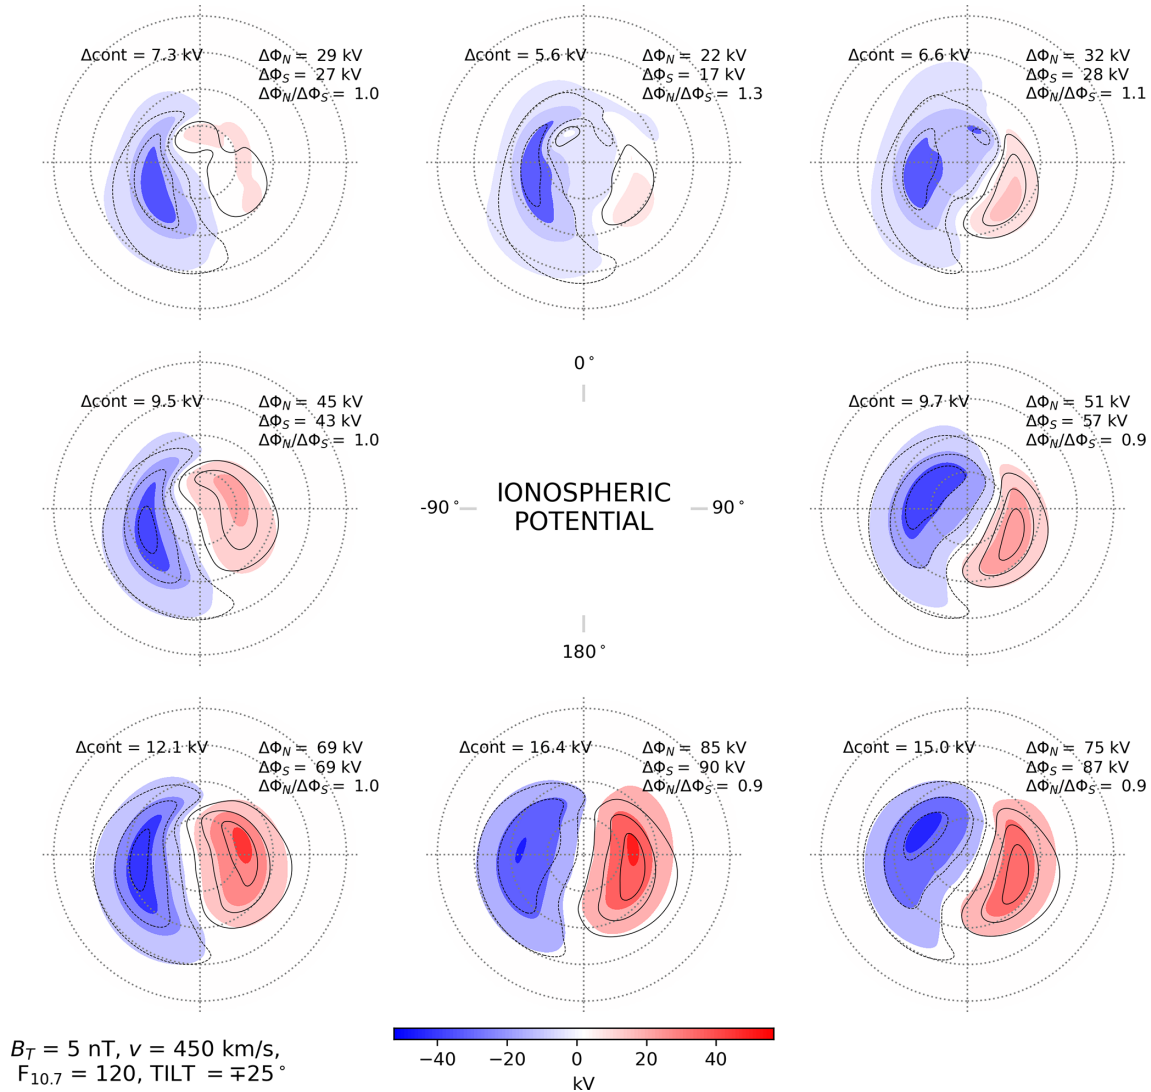 Δcont = 7.3 kV
ΔΦ_N = 29 kV
ΔΦ_S = 27 kV
ΔΦ_N/ΔΦ_S = 1.0
Δcont = 5.6 kV
ΔΦ_N = 22 kV
ΔΦ_S = 17 kV
ΔΦ_N/ΔΦ_S = 1.3
Δcont = 6.6 kV
ΔΦ_N = 32 kV
ΔΦ_S = 28 kV
ΔΦ_N/ΔΦ_S = 1.1
Δcont = 9.5 kV
ΔΦ_N = 45 kV
ΔΦ_S = 43 kV
ΔΦ_N/ΔΦ_S = 1.0
0°
-90°
IONOSPHERIC
POTENTIAL
90°
180°
Δcont = 9.7 kV
ΔΦ_N = 51 kV
ΔΦ_S = 57 kV
ΔΦ_N/ΔΦ_S = 0.9
Δcont = 12.1 kV
ΔΦ_N = 69 kV
ΔΦ_S = 69 kV
ΔΦ_N/ΔΦ_S = 1.0
Δcont = 16.4 kV
ΔΦ_N = 85 kV
ΔΦ_S = 90 kV
ΔΦ_N/ΔΦ_S = 0.9
Δcont = 15.0 kV
ΔΦ_N = 75 kV
ΔΦ_S = 87 kV
ΔΦ_N/ΔΦ_S = 0.9
B_T = 5 nT, v = 450 km/s,
F_10.7 = 120, TILT = ∓25°
−40 −20 0 20 40
kV